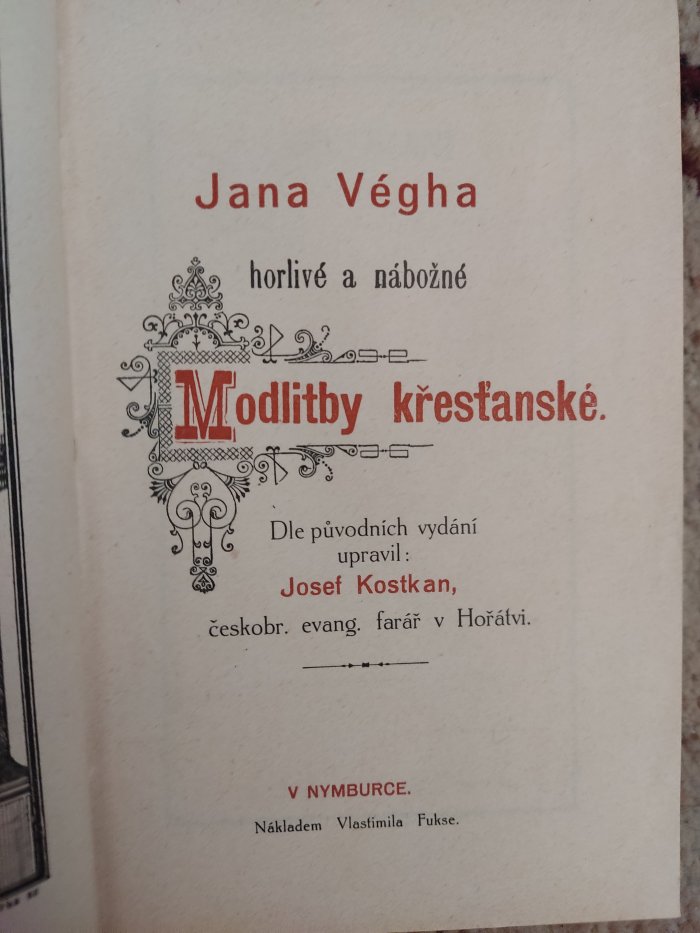 Jana Végha
horlivé a nábožné
Modlitby křesťanské.
Dle původních vydání
upravil:
Josef Kostkan,
českobr. evang. farář v Hořátvi.
V NYMBURCE.
Nákladem Vlastimila Fukse.